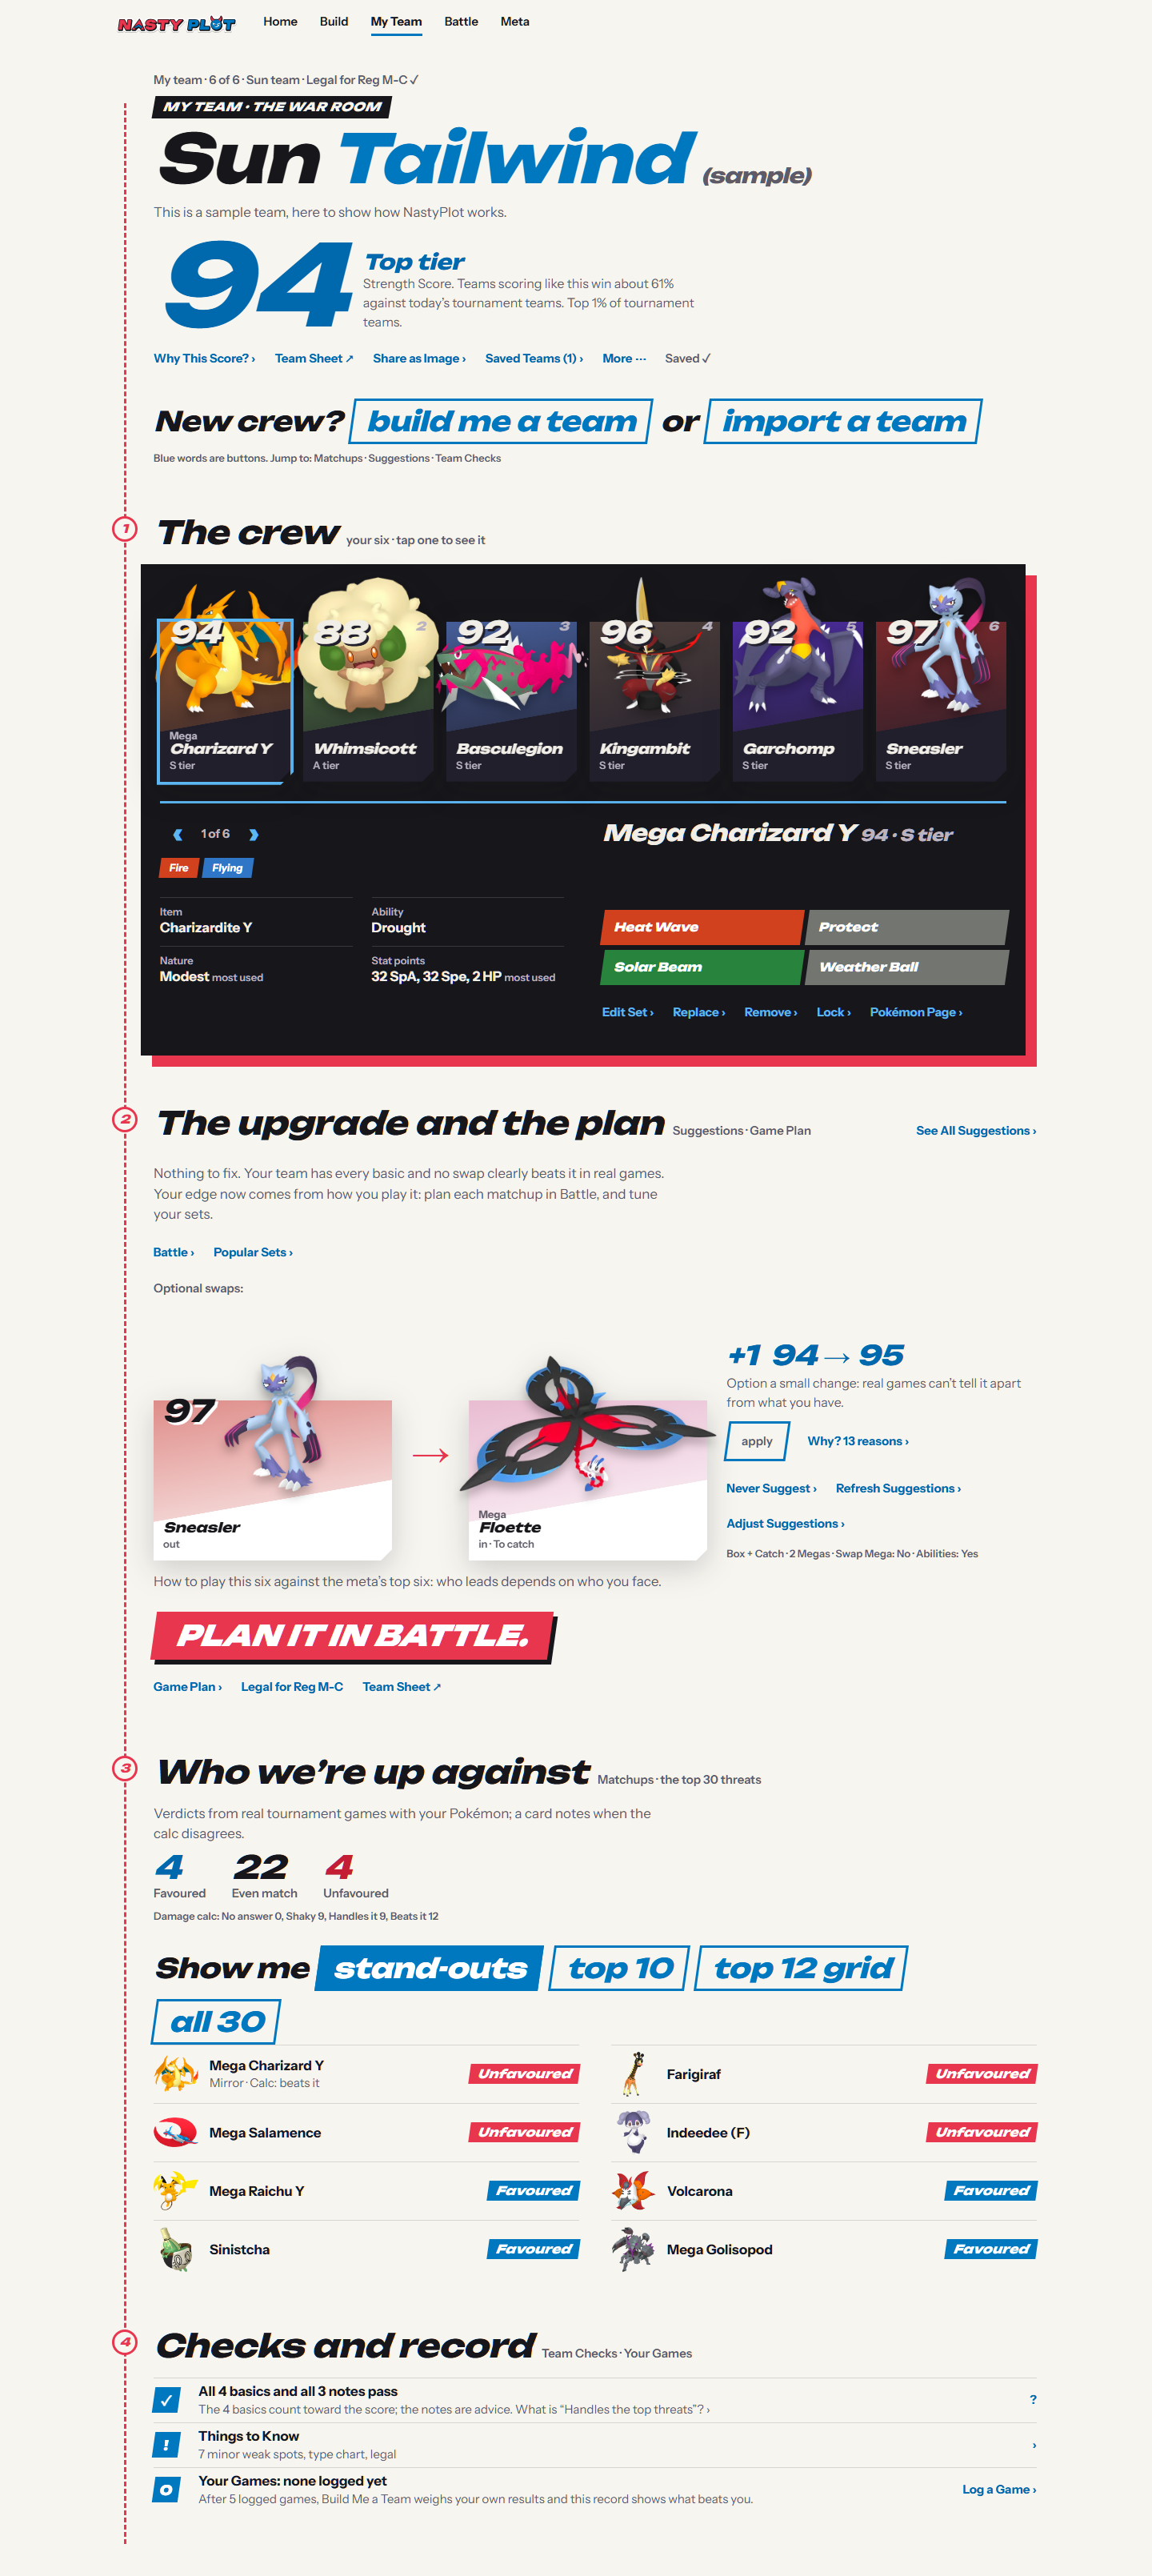 NASTY PLOT
Home Build My Team Battle Meta
My team · 6 of 6 · Sun team · Legal for Reg M-C ✓
MY TEAM · THE WAR ROOM
Sun Tailwind (sample)
This is a sample team, here to show how NastyPlot works.
94
Top tier
Strength Score. Teams scoring like this win about 61%
against today's tournament teams. Top 1% of tournament
teams.
Why This Score? › Team Sheet ↗ Share as Image › Saved Teams (1) › More ··· Saved ✓
New crew? build me a team or import a team
Blue words are buttons. Jump to: Matchups · Suggestions · Team Checks
1
The crew your six · tap one to see it
94 88 2 92 3 96 4 92 5 97 6
Mega
Charizard Y Whimsicott Basculegion Kingambit Garchomp Sneasler
S tier A tier S tier S tier S tier S tier
‹ 1 of 6 ›
Mega Charizard Y 94 · S tier
Fire Flying
Item
Charizardite Y
Ability
Drought
Nature
Modest most used
Stat points
32 SpA, 32 Spe, 2 HP most used
Heat Wave Protect
Solar Beam Weather Ball
Edit Set › Replace › Remove › Lock › Pokémon Page ›
2
The upgrade and the plan Suggestions · Game Plan See All Suggestions ›
Nothing to fix. Your team has every basic and no swap clearly beats it in real games.
Your edge now comes from how you play it: plan each matchup in Battle, and tune
your sets.
Battle › Popular Sets ›
Optional swaps:
97
Sneasler
out
→
Mega
Floette
in · To catch
+1 94 → 95
Option a small change: real games can't tell it apart
from what you have.
apply Why? 13 reasons ›
Never Suggest › Refresh Suggestions ›
Adjust Suggestions ›
Box + Catch · 2 Megas · Swap Mega: No · Abilities: Yes
How to play this six against the meta's top six: who leads depends on who you face.
PLAN IT IN BATTLE.
Game Plan › Legal for Reg M-C Team Sheet ↗
3
Who we're up against Matchups · the top 30 threats
Verdicts from real tournament games with your Pokémon; a card notes when the
calc disagrees.
4 22 4
Favoured Even match Unfavoured
Damage calc: No answer 0, Shaky 9, Handles it 9, Beats it 12
Show me stand-outs top 10 top 12 grid
all 30
Mega Charizard Y
Mirror · Calc: beats it
Unfavoured
Farigiraf Unfavoured
Mega Salamence Unfavoured
Indeedee (F) Unfavoured
Mega Raichu Y Favoured
Volcarona Favoured
Sinistcha Favoured
Mega Golisopod Favoured
4
Checks and record Team Checks · Your Games
✓ All 4 basics and all 3 notes pass ?
The 4 basics count toward the score; the notes are advice. What is “Handles the top threats”? ›
! Things to Know ›
7 minor weak spots, type chart, legal
0 Your Games: none logged yet Log a Game ›
After 5 logged games, Build Me a Team weighs your own results and this record shows what beats you.